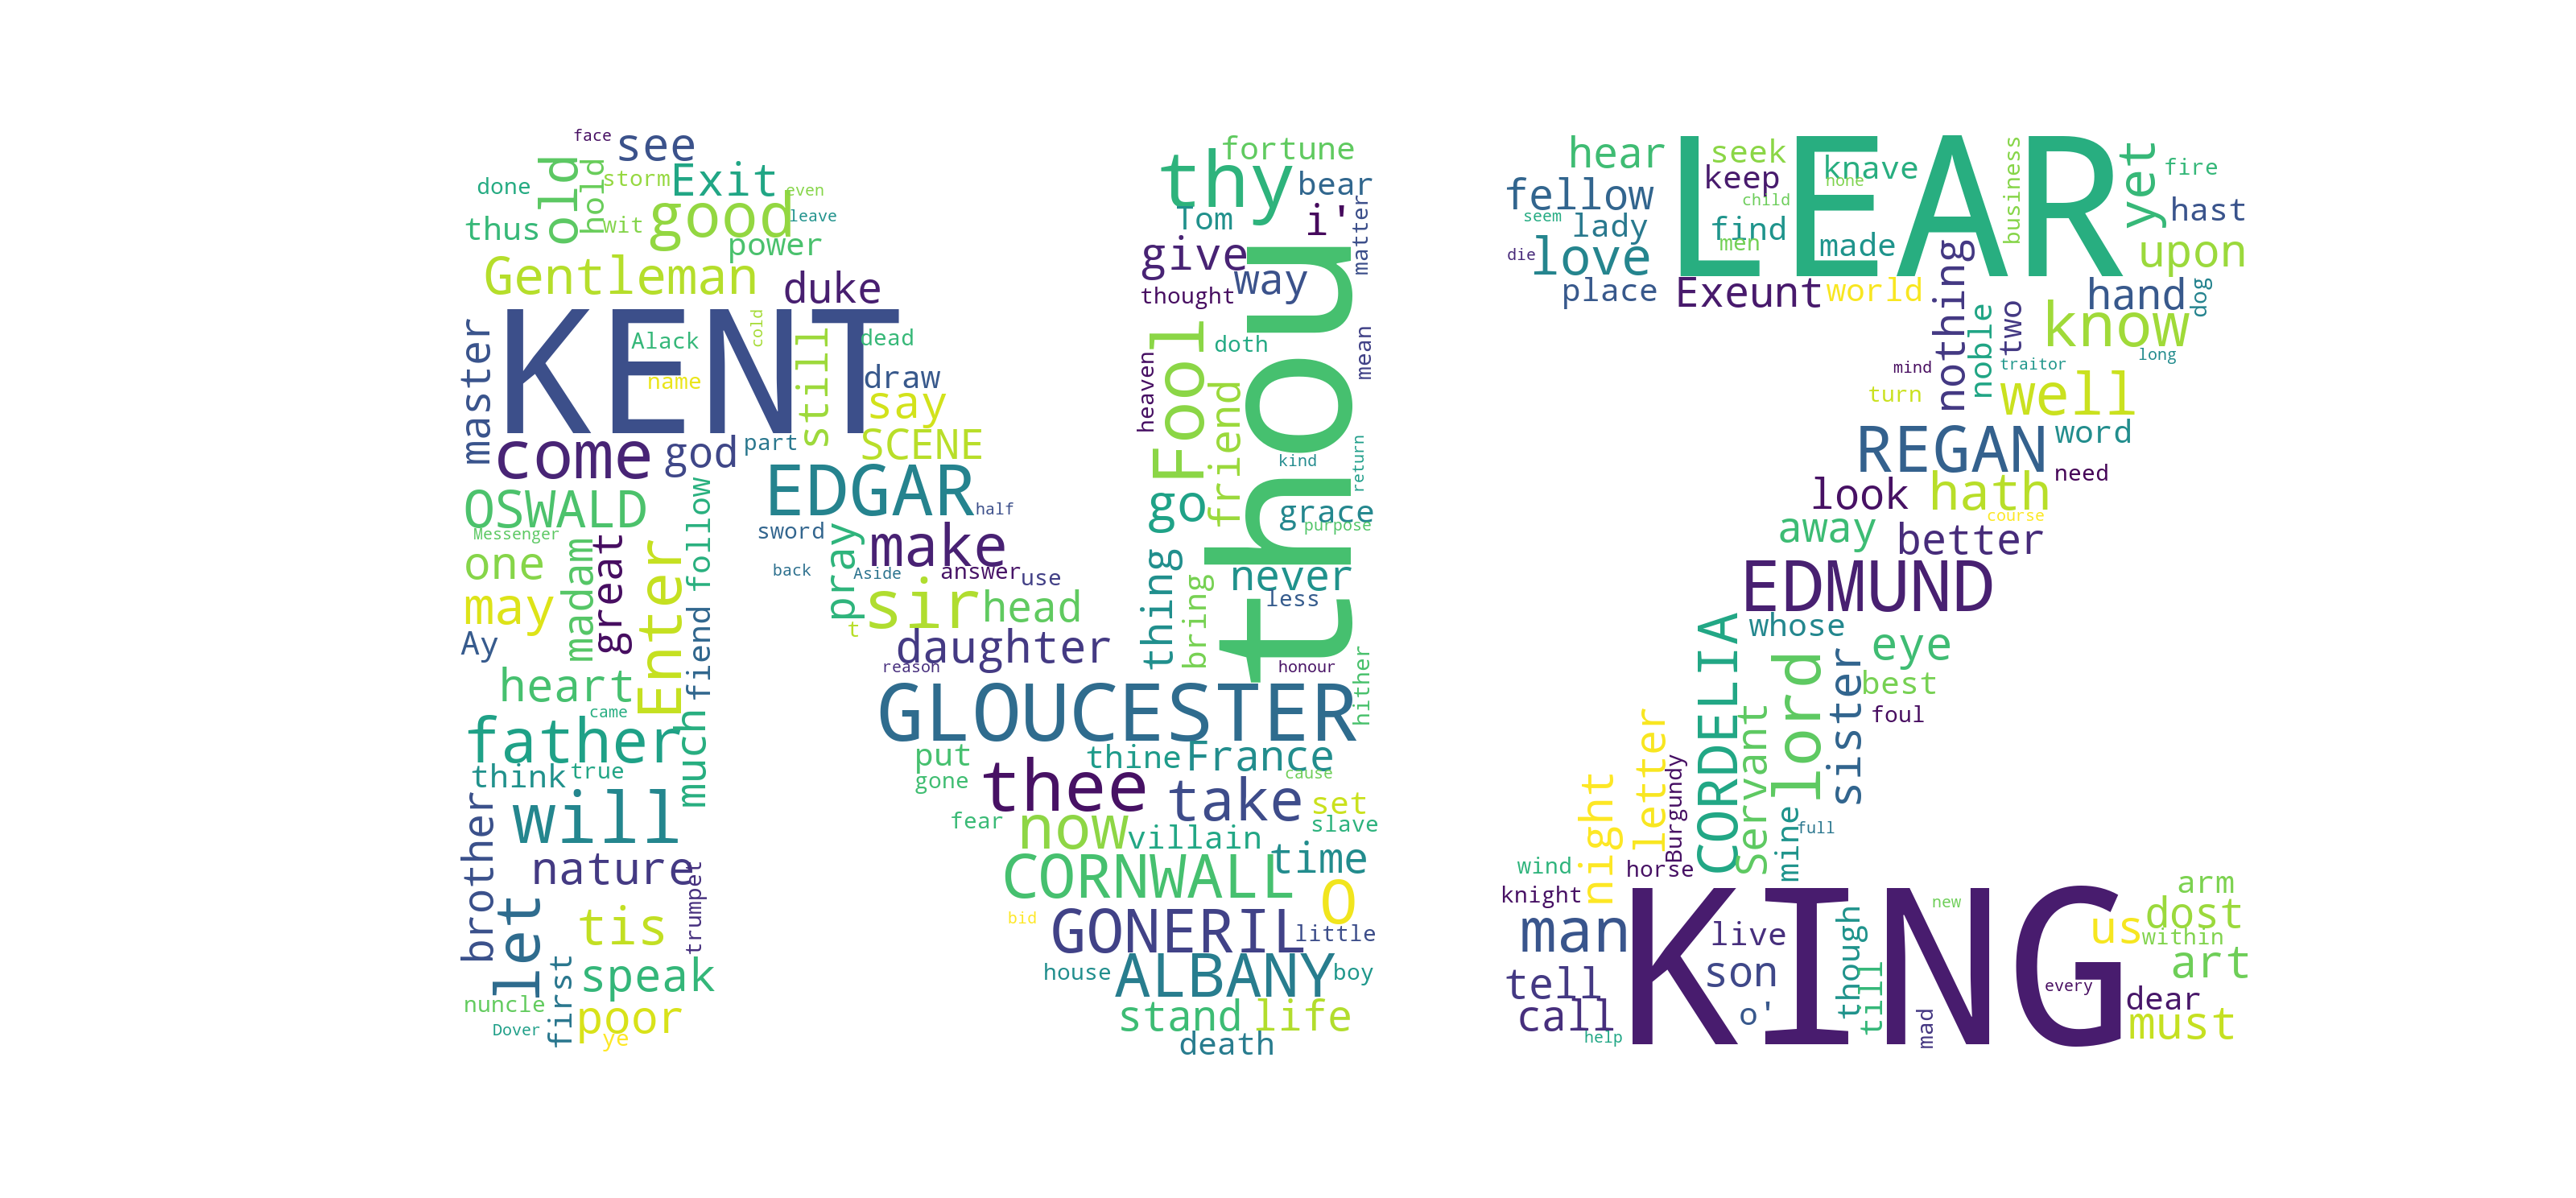 face
see
old
hold
storm
Exit
even
done
thus
wit
good
leave
power
Gentleman
duke
master
KENT
Alack
cold
name
still
dead
draw
say
SCENE
come
god
part
EDGAR
half
OSWALD
Messenger
follow
sword
make
one
madam
great
Enter
back
pray
Aside
answer
use
may
sir
head
t
Ay
fiend
daughter
reason
heart
came
GLOUCESTER
father
much
think
true
put
gone
thee
thine
France
cause
brother
will
fear
now
take
set
slave
villain
nature
trumpet
CORNWALL
time
let
tis
bid
GONERIL
O
little
first
speak
house
ALBANY
boy
nuncle
Dover
poor
ye
stand
life
death
thy
fortune
bear
Tom
i'
matter
give
way
thought
thou
Fool
heaven
doth
mean
friend
kind
return
go
grace
purpose
thing
bring
never
less
honour
hither
hear
seek
keep
knave
none
LEAR
business
yet
fire
fellow
child
seem
lady
find
men
made
hast
die
love
upon
place
Exeunt
world
nothing
noble
two
hand
dog
know
mind
traitor
long
turn
well
REGAN
word
need
look
hath
course
away
better
EDMUND
CORDELIA
whose
eye
lord
sister
best
foul
night
letter
Burgundy
Servant
mine
full
wind
horse
knight
man
KING
live
son
o'
though
till
new
mad
arm
us
dost
within
art
tell
call
help
every
dear
must